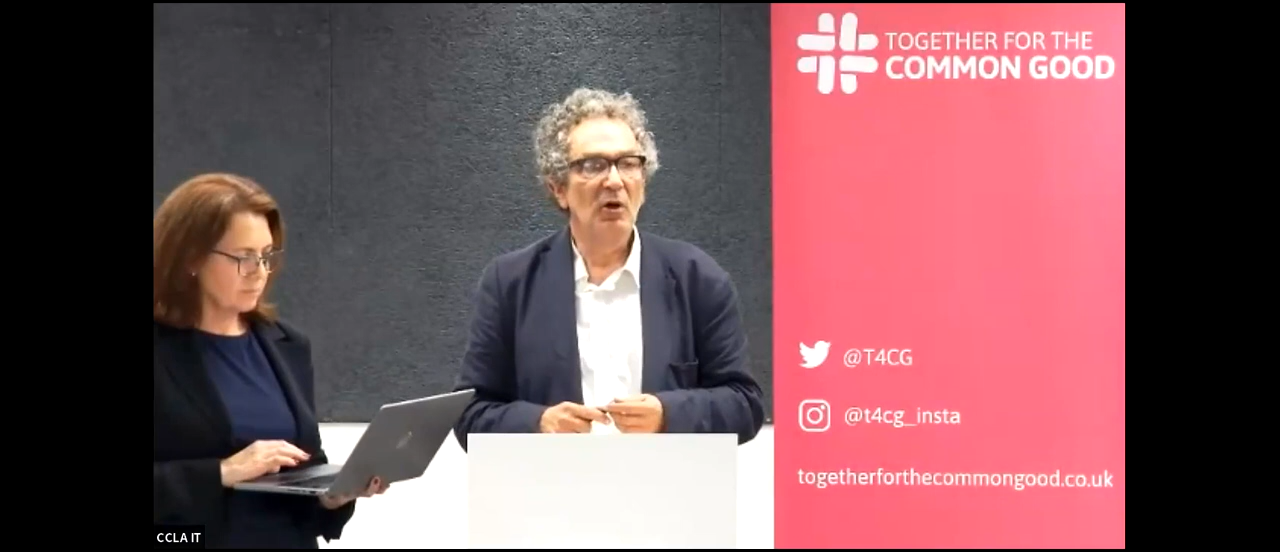 TOGETHER FOR THE
COMMON GOOD
@T4CG
@t4cg_insta
togetherforthecommongood.co.uk
CCLA IT